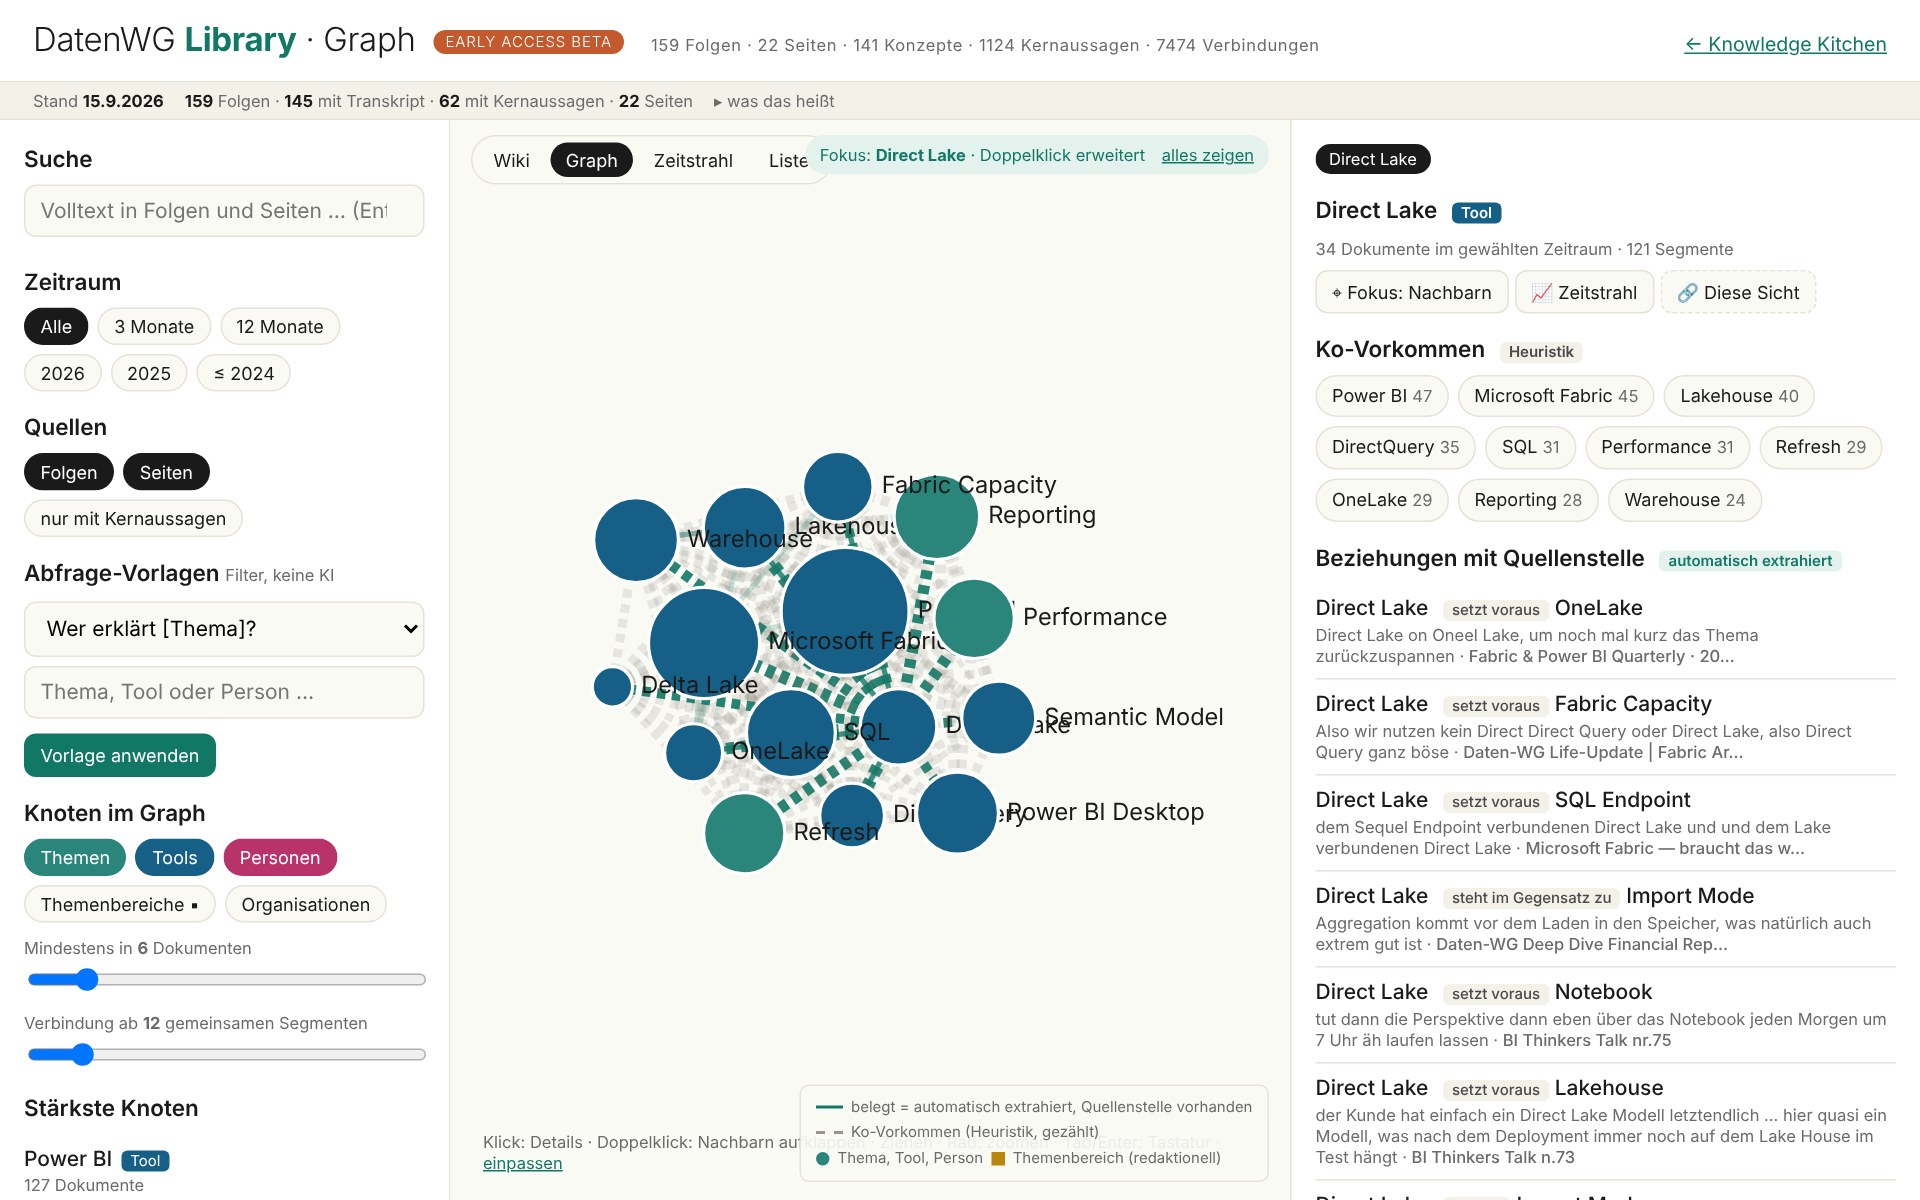 DatenWG Library · Graph
EARLY ACCESS BETA
159 Folgen · 22 Seiten · 141 Konzepte · 1124 Kernaussagen · 7474 Verbindungen
← Knowledge Kitchen
Stand 15.9.2026 159 Folgen · 145 mit Transkript · 62 mit Kernaussagen · 22 Seiten ▸ was das heißt
Suche
Volltext in Folgen und Seiten ... (Ent
Zeitraum
Alle 3 Monate 12 Monate
2026 2025 ≤ 2024
Quellen
Folgen Seiten
nur mit Kernaussagen
Abfrage-Vorlagen Filter, keine KI
Wer erklärt [Thema]?
Thema, Tool oder Person ...
Vorlage anwenden
Knoten im Graph
Themen Tools Personen
Themenbereiche ▪ Organisationen
Mindestens in 6 Dokumenten
Verbindung ab 12 gemeinsamen Segmenten
Stärkste Knoten
Power BI Tool
127 Dokumente
Wiki Graph Zeitstrahl Liste
Fokus: Direct Lake · Doppelklick erweitert alles zeigen
Fabric Capacity
Reporting
Lakehous
Warehouse
Performance
Microsoft Fabric
Delta Lake
Semantic Model
SQL
OneLake
Power BI Desktop
Refresh
Klick: Details · Doppelklick: Nachbarn aufklappen · Ziehen · Rad: zoomen · Tab/Enter: Tastatur ·
einpassen
belegt = automatisch extrahiert, Quellenstelle vorhanden
Ko-Vorkommen (Heuristik, gezählt)
Thema, Tool, Person Themenbereich (redaktionell)
Direct Lake
Direct Lake Tool
34 Dokumente im gewählten Zeitraum · 121 Segmente
⌖ Fokus: Nachbarn 📈 Zeitstrahl 🔗 Diese Sicht
Ko-Vorkommen Heuristik
Power BI 47 Microsoft Fabric 45 Lakehouse 40
DirectQuery 35 SQL 31 Performance 31 Refresh 29
OneLake 29 Reporting 28 Warehouse 24
Beziehungen mit Quellenstelle automatisch extrahiert
Direct Lake setzt voraus OneLake
Direct Lake on Oneel Lake, um noch mal kurz das Thema
zurückzuspannen · Fabric & Power BI Quarterly · 20...
Direct Lake setzt voraus Fabric Capacity
Also wir nutzen kein Direct Direct Query oder Direct Lake, also Direct
Query ganz böse · Daten-WG Life-Update | Fabric Ar...
Direct Lake setzt voraus SQL Endpoint
dem Sequel Endpoint verbundenen Direct Lake und und dem Lake
verbundenen Direct Lake · Microsoft Fabric — braucht das w...
Direct Lake steht im Gegensatz zu Import Mode
Aggregation kommt vor dem Laden in den Speicher, was natürlich auch
extrem gut ist · Daten-WG Deep Dive Financial Rep...
Direct Lake setzt voraus Notebook
tut dann die Perspektive dann eben über das Notebook jeden Morgen um
7 Uhr äh laufen lassen · BI Thinkers Talk nr.75
Direct Lake setzt voraus Lakehouse
der Kunde hat einfach ein Direct Lake Modell letztendlich ... hier quasi ein
Modell, was nach dem Deployment immer noch auf dem Lake House im
Test hängt · BI Thinkers Talk n.73